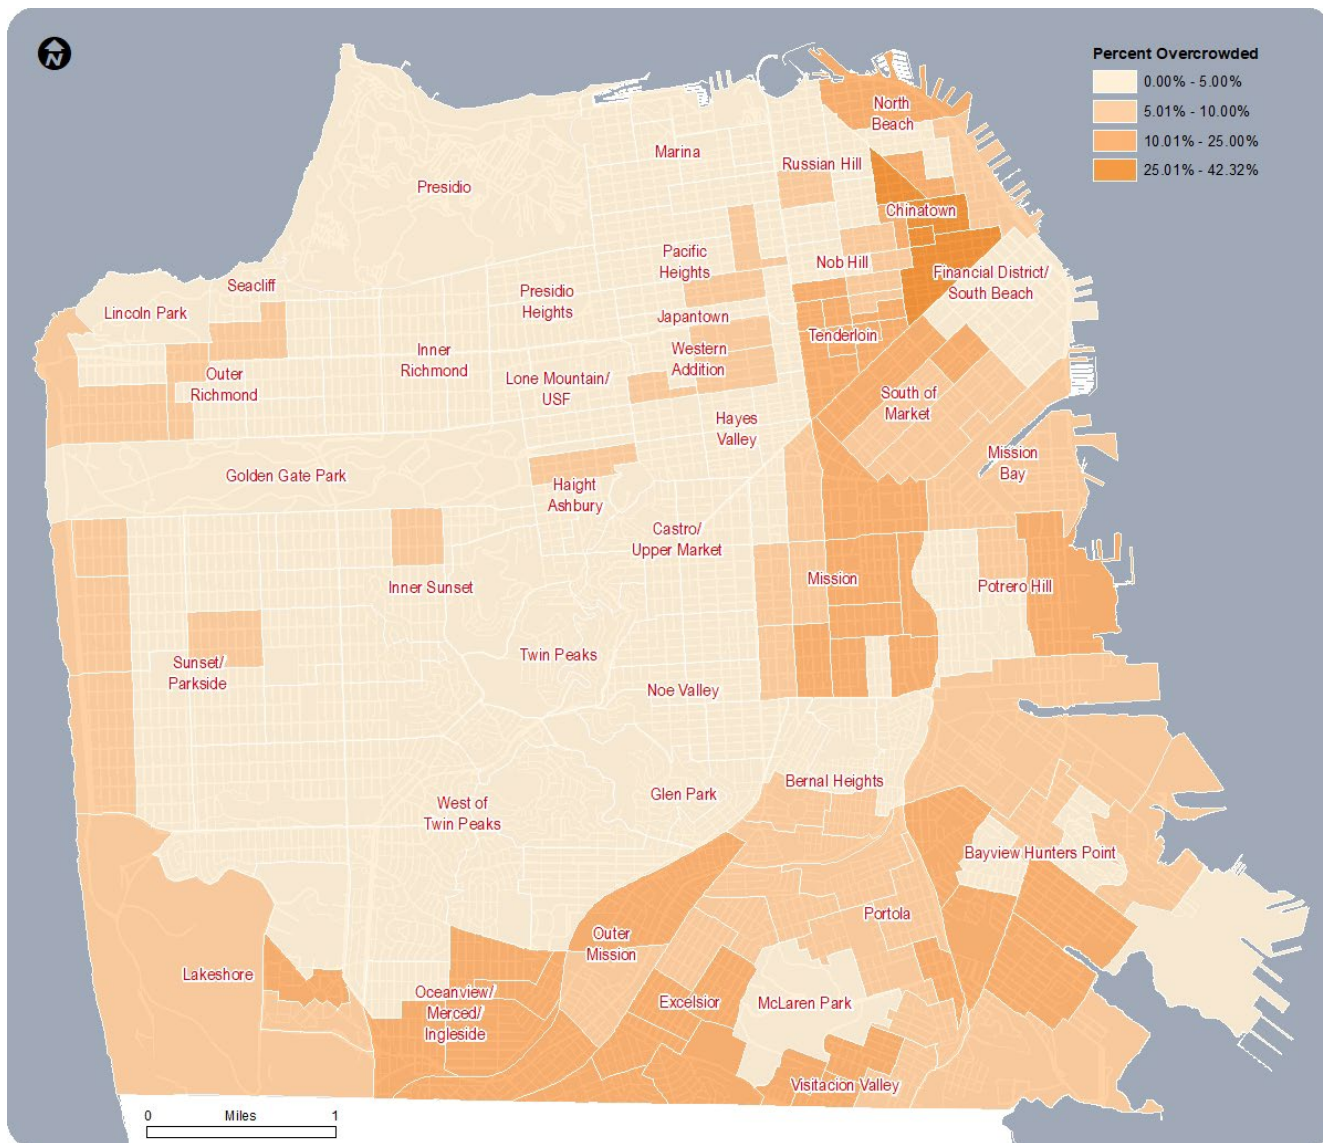 N
Percent Overcrowded
0.00% - 5.00%
5.01% - 10.00%
10.01% - 25.00%
25.01% - 42.32%
North
Beach
Marina
Russian Hill
Presidio
Chinatown
Pacific
Heights
Nob Hill
Financial District/
South Beach
Seacliff
Lincoln Park
Presidio
Heights
Japantown
Tenderloin
Inner
Richmond
Western
Addition
Outer
Richmond
Lone Mountain/
USF
South of
Market
Hayes
Valley
Mission
Bay
Golden Gate Park
Haight
Ashbury
Castro/
Upper Market
Inner Sunset
Mission
Potrero Hill
Twin Peaks
Sunset/
Parkside
Noe Valley
Bernal Heights
Glen Park
West of
Twin Peaks
Bayview Hunters Point
Portola
Outer
Mission
Lakeshore
Oceanview/
Merced/
Ingleside
Excelsior
McLaren Park
Visitacion Valley
0 Miles 1